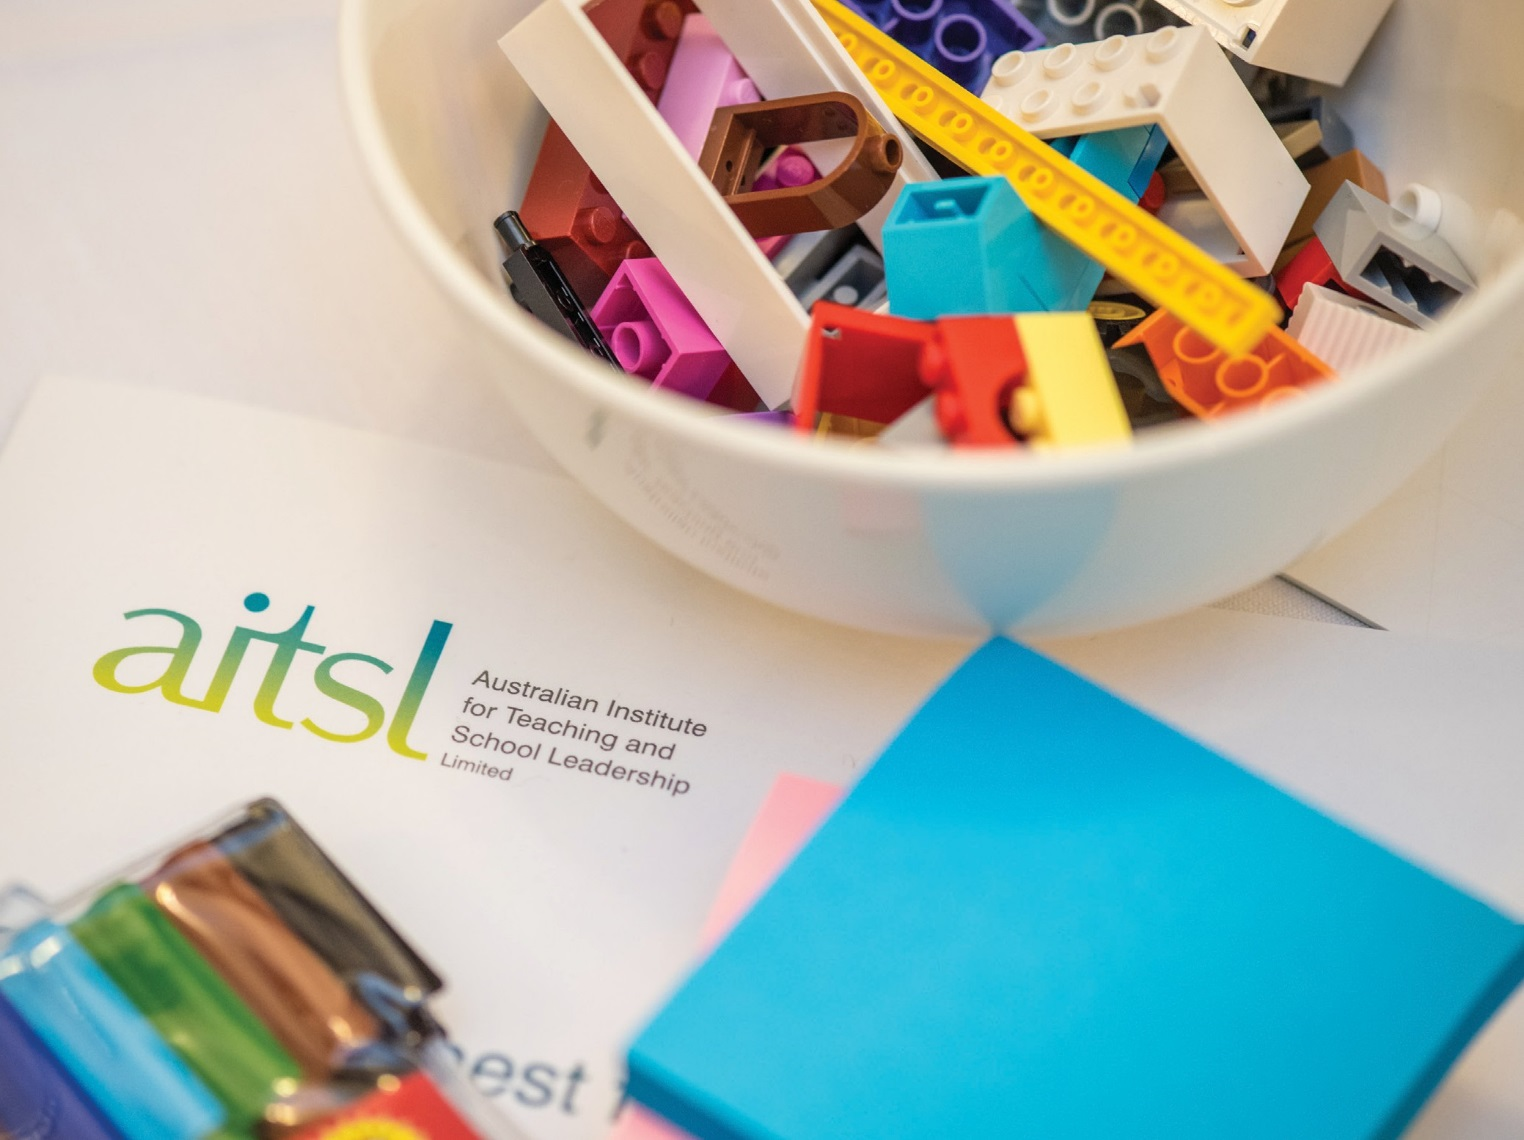 aitsl
Australian Institute
for Teaching and
School Leadership
Limited